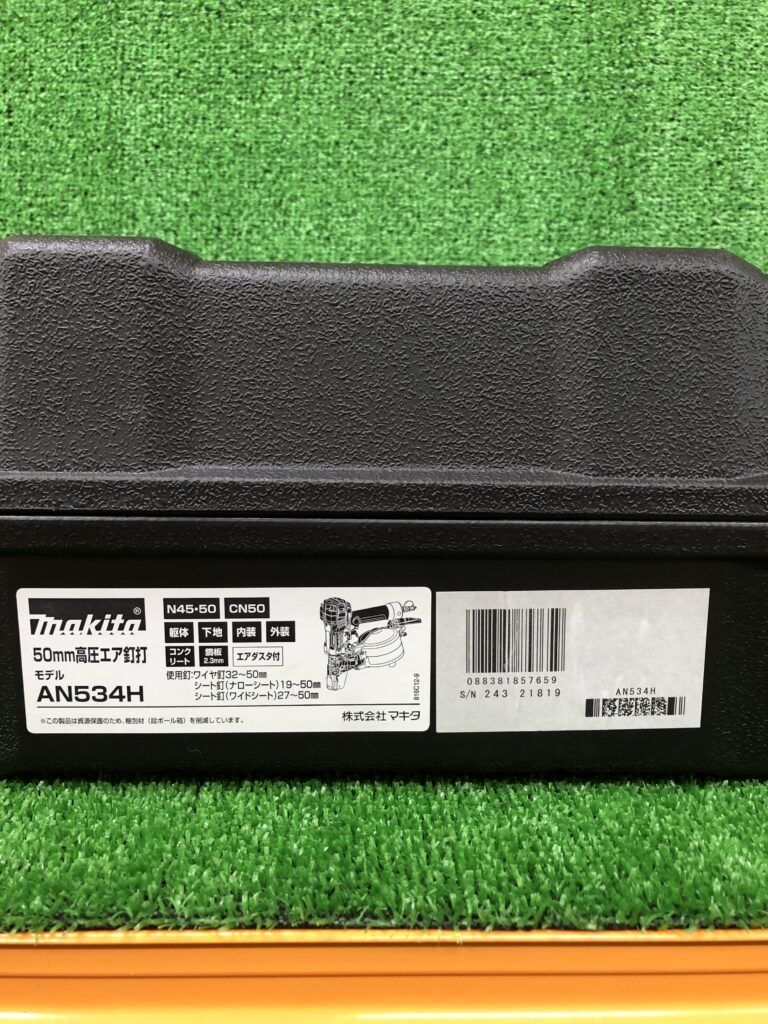 makita®
50mm高圧エア釘打
モデル
AN534H
N45・50 CN50
躯体 下地 内装 外装
コンクリート 鋼板2.3mm エアダスタ付
使用釘:ワイヤ釘32〜50㎜
シート釘(ナローシート)19〜50㎜
シート釘(ワイドシート)27〜50㎜
816C12-9
※この製品は資源保護のため、梱包材(段ボール箱)を削減しています。
株式会社マキタ
088381857659
S/N 243 21819
AN534H